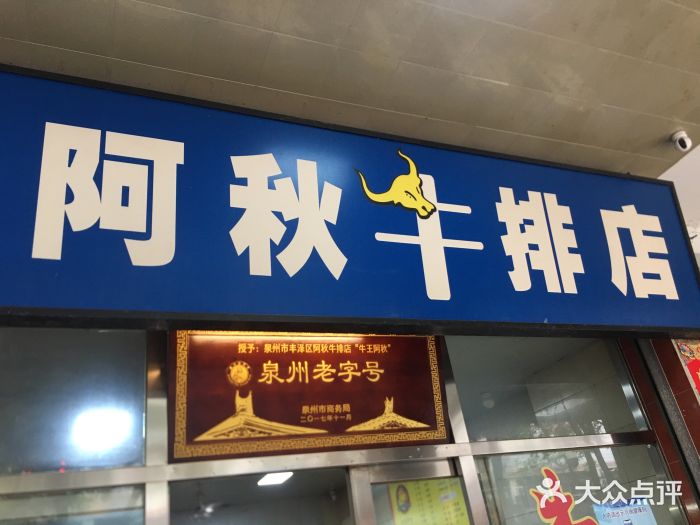 阿秋牛排店
授予：泉州市丰泽区阿秋牛排店“牛王阿秋”
泉州老字号
泉州市商务局
二〇一七年十一月
大众点评